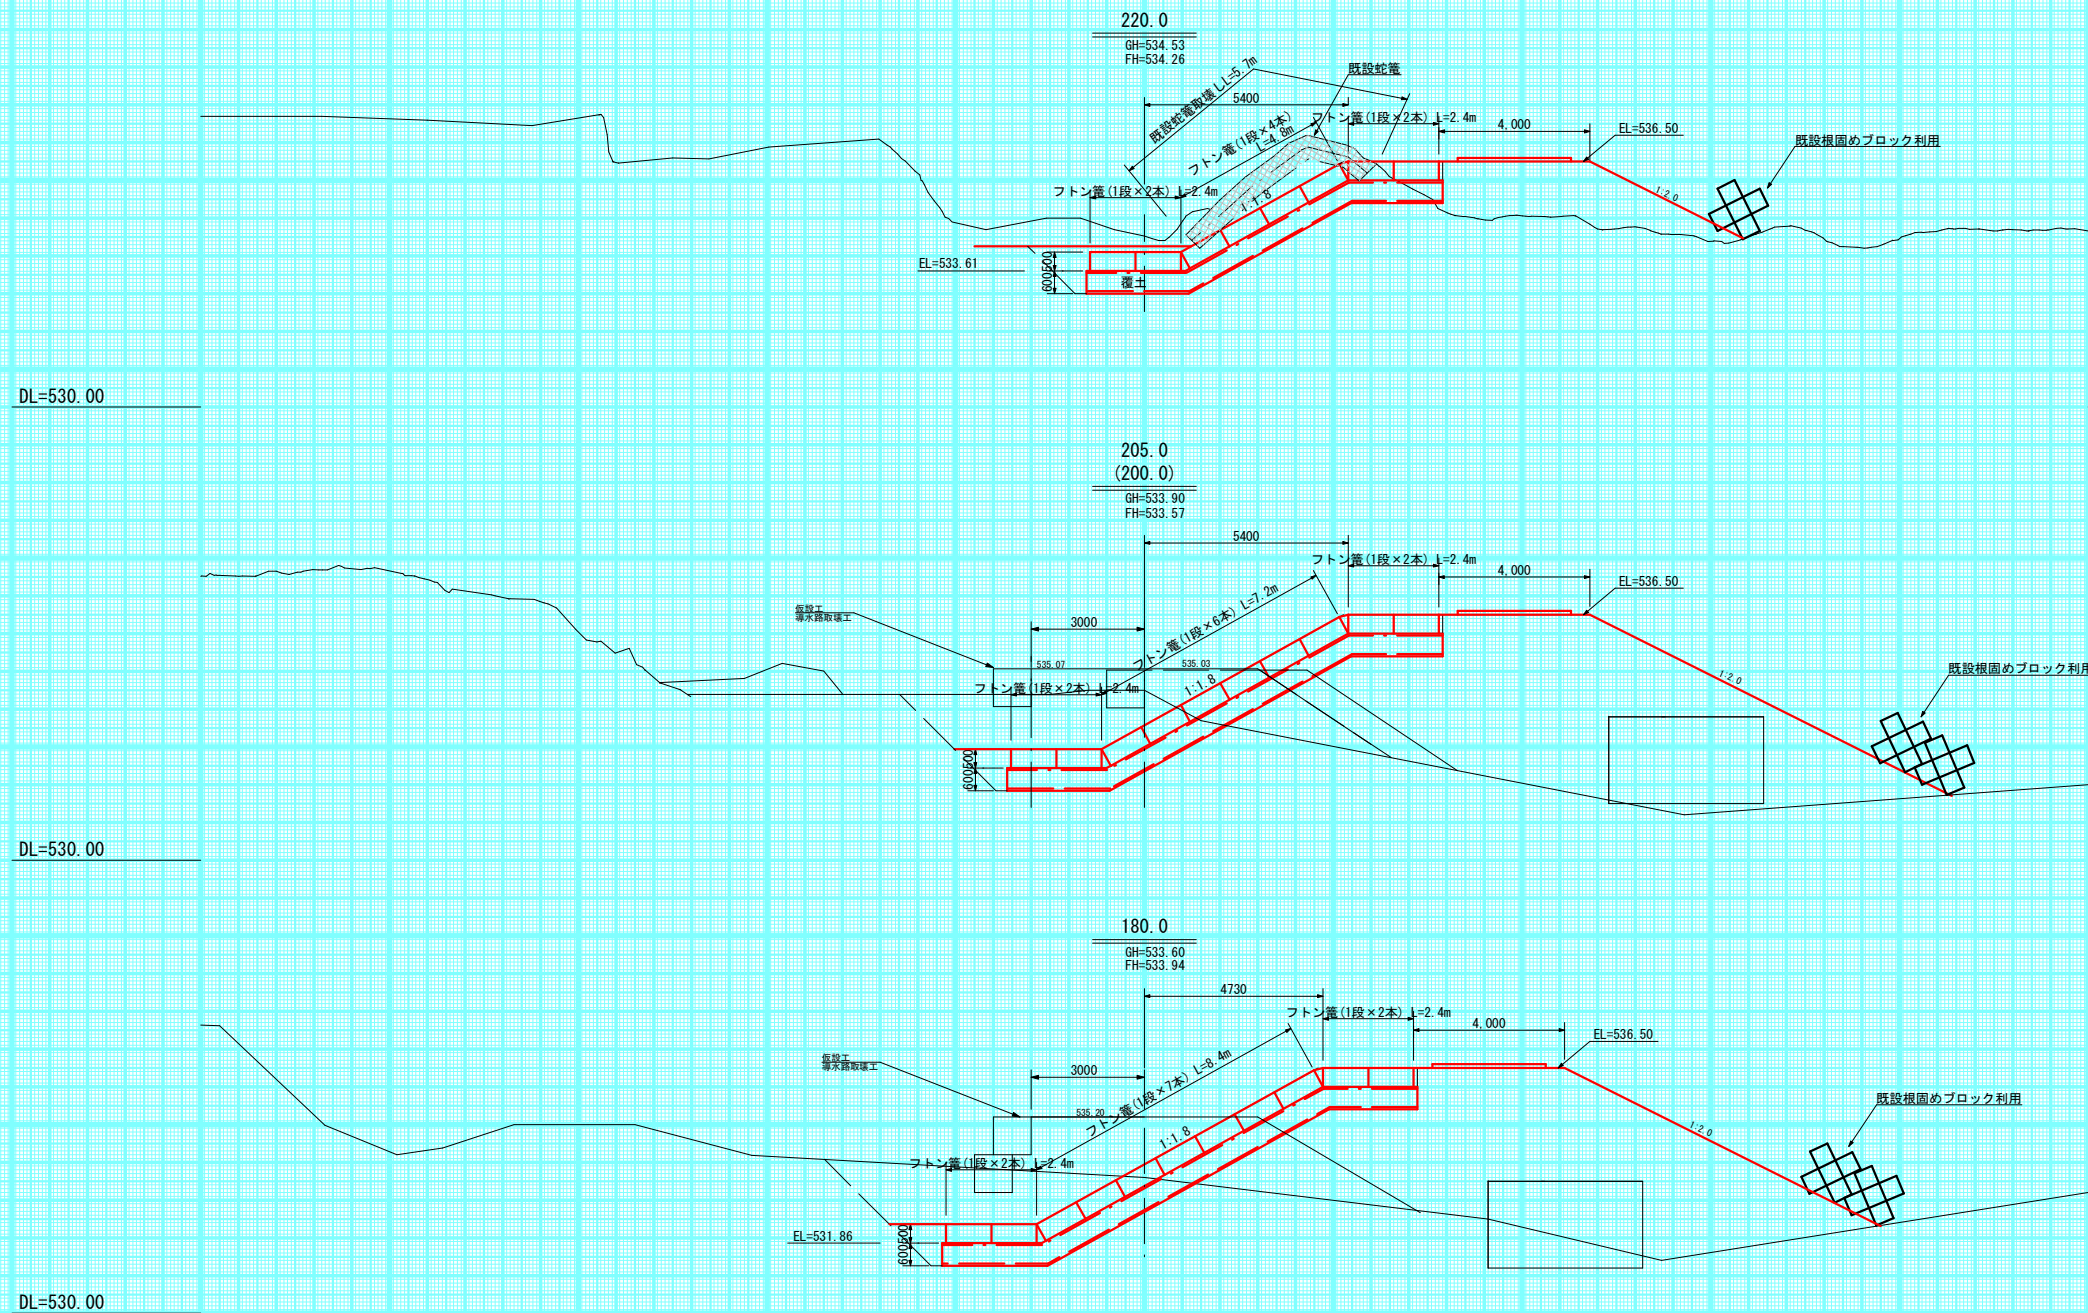 220.0
GH=534.53
FH=534.26
既設蛇篭取壊し L=5.7m
既設蛇篭
5400
フトン篭(1段×4本)
L=4.8m
フトン篭(1段×2本) L=2.4m
4,000
EL=536.50
既設根固めブロック利用
フトン篭(1段×2本) L=2.4m
1:1.8
1:2.0
EL=533.61
500
600
覆土
DL=530.00
205.0
(200.0)
GH=533.90
FH=533.57
5400
フトン篭(1段×2本) L=2.4m
4,000
EL=536.50
仮設工
導水路取壊工
3000
フトン篭(1段×6本) L=7.2m
535.07
535.03
既設根固めブロック利用
フトン篭(1段×2本) L=2.4m
1:1.8
1:2.0
500
600
DL=530.00
180.0
GH=533.60
FH=533.94
4730
フトン篭(1段×2本) L=2.4m
4,000
EL=536.50
仮設工
導水路取壊工
3000
フトン篭(1段×7本) L=8.4m
535.20
既設根固めブロック利用
1:1.8
1:2.0
フトン篭(1段×2本) L=2.4m
EL=531.86
500
600
DL=530.00